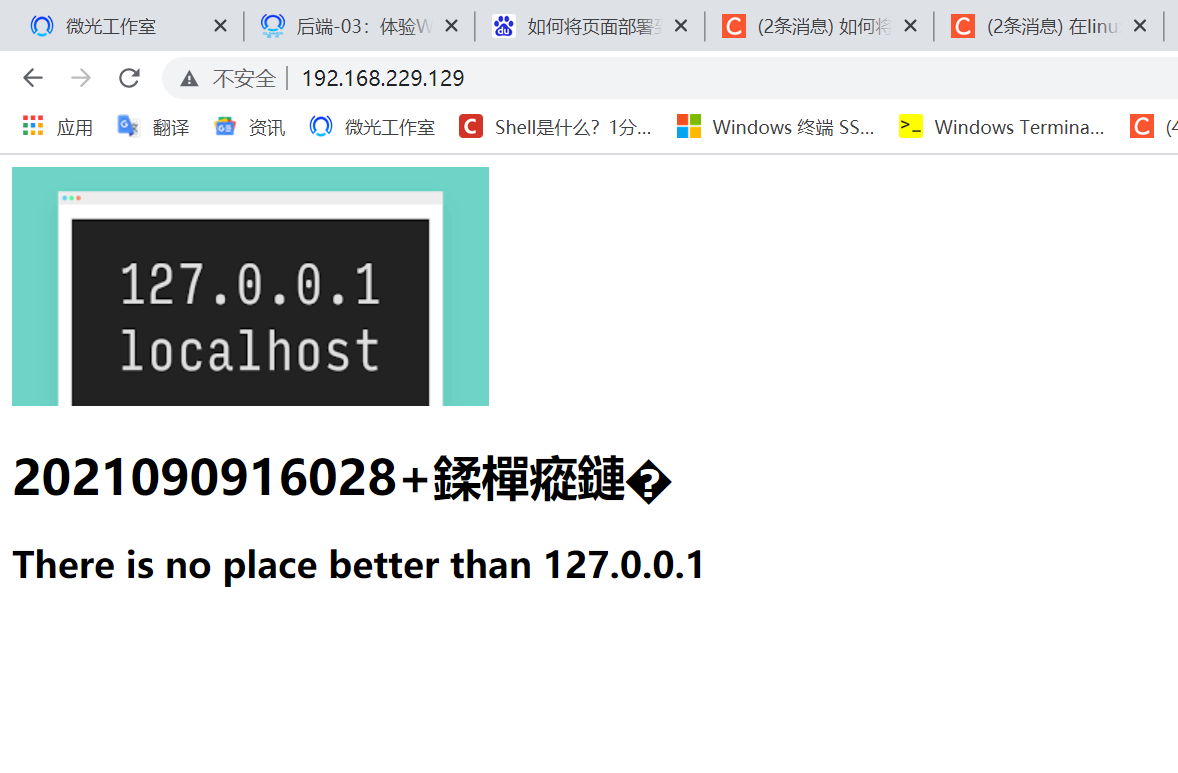 微光工作室
后端-03：体验W
如何将页面部署
(2条消息) 如何将
(2条消息) 在linu
不安全
192.168.229.129
应用
翻译
资讯
微光工作室
Shell是什么？1分...
Windows 终端 SS...
Windows Termina...
127.0.0.1
localhost
2021090916028+鍒樿瘲鏈�
There is no place better than 127.0.0.1